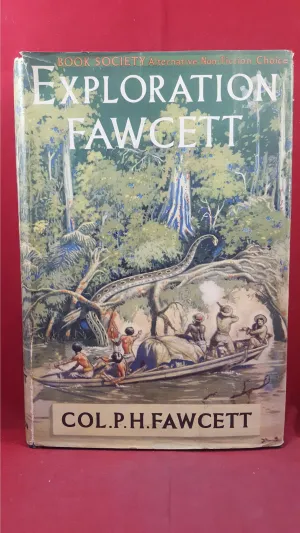 BOOK SOCIETY Alternative Non Fiction Choice
EXPLORATION
FAWCETT
COL.P.H.FAWCETT